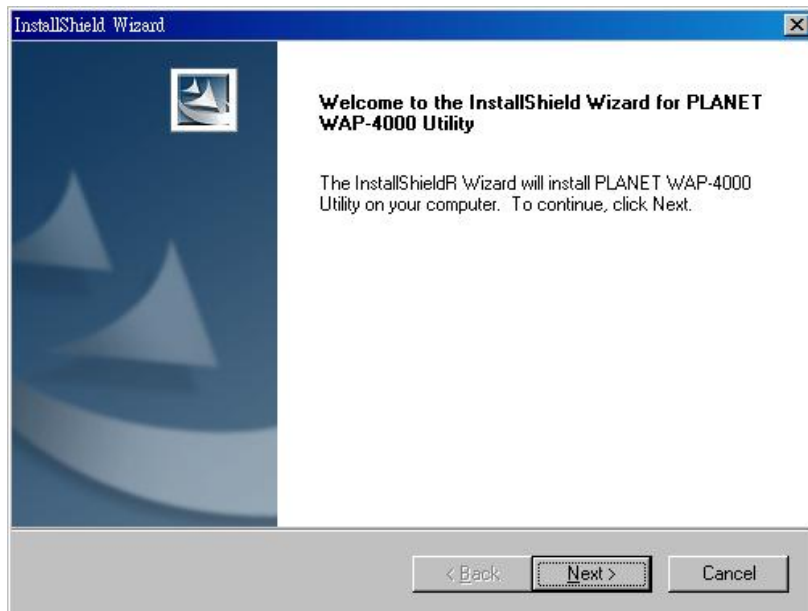 InstallShield Wizard
Welcome to the InstallShield Wizard for PLANET
WAP-4000 Utility
The InstallShieldR Wizard will install PLANET WAP-4000
Utility on your computer. To continue, click Next.
< Back
Next >
Cancel